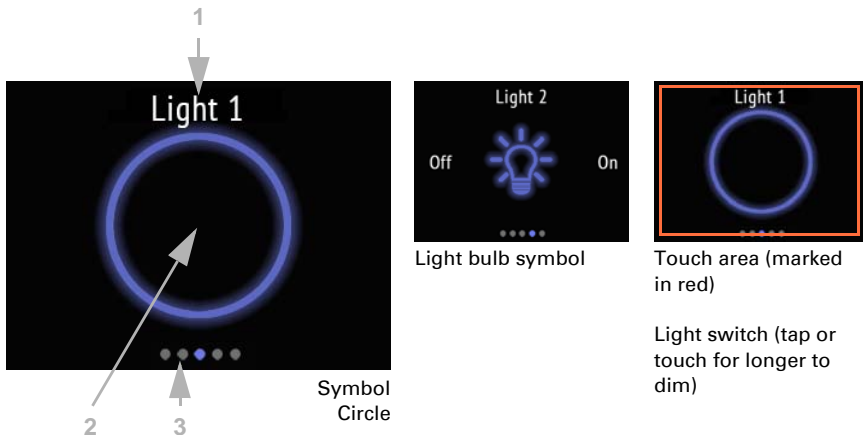 1
Light 1
2
3
Symbol
Circle
Light 2
Off
On
Light bulb symbol
Light 1
Touch area (marked
in red)
Light switch (tap or
touch for longer to
dim)